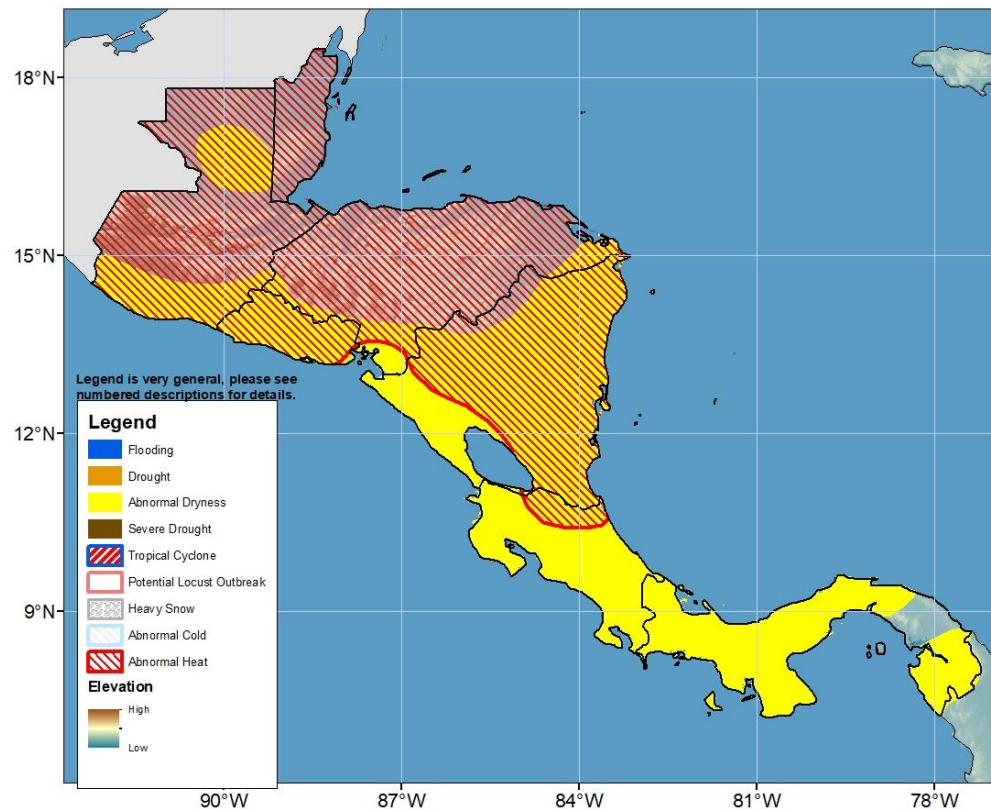 18°N
15°N
12°N
9°N
Legend is very general, please see
numbered descriptions for details.
Legend
Flooding
Drought
Abnormal Dryness
Severe Drought
Tropical Cyclone
Potential Locust Outbreak
Heavy Snow
Abnormal Cold
Abnormal Heat
Elevation
High
Low
90°W 87°W 84°W 81°W 78°W